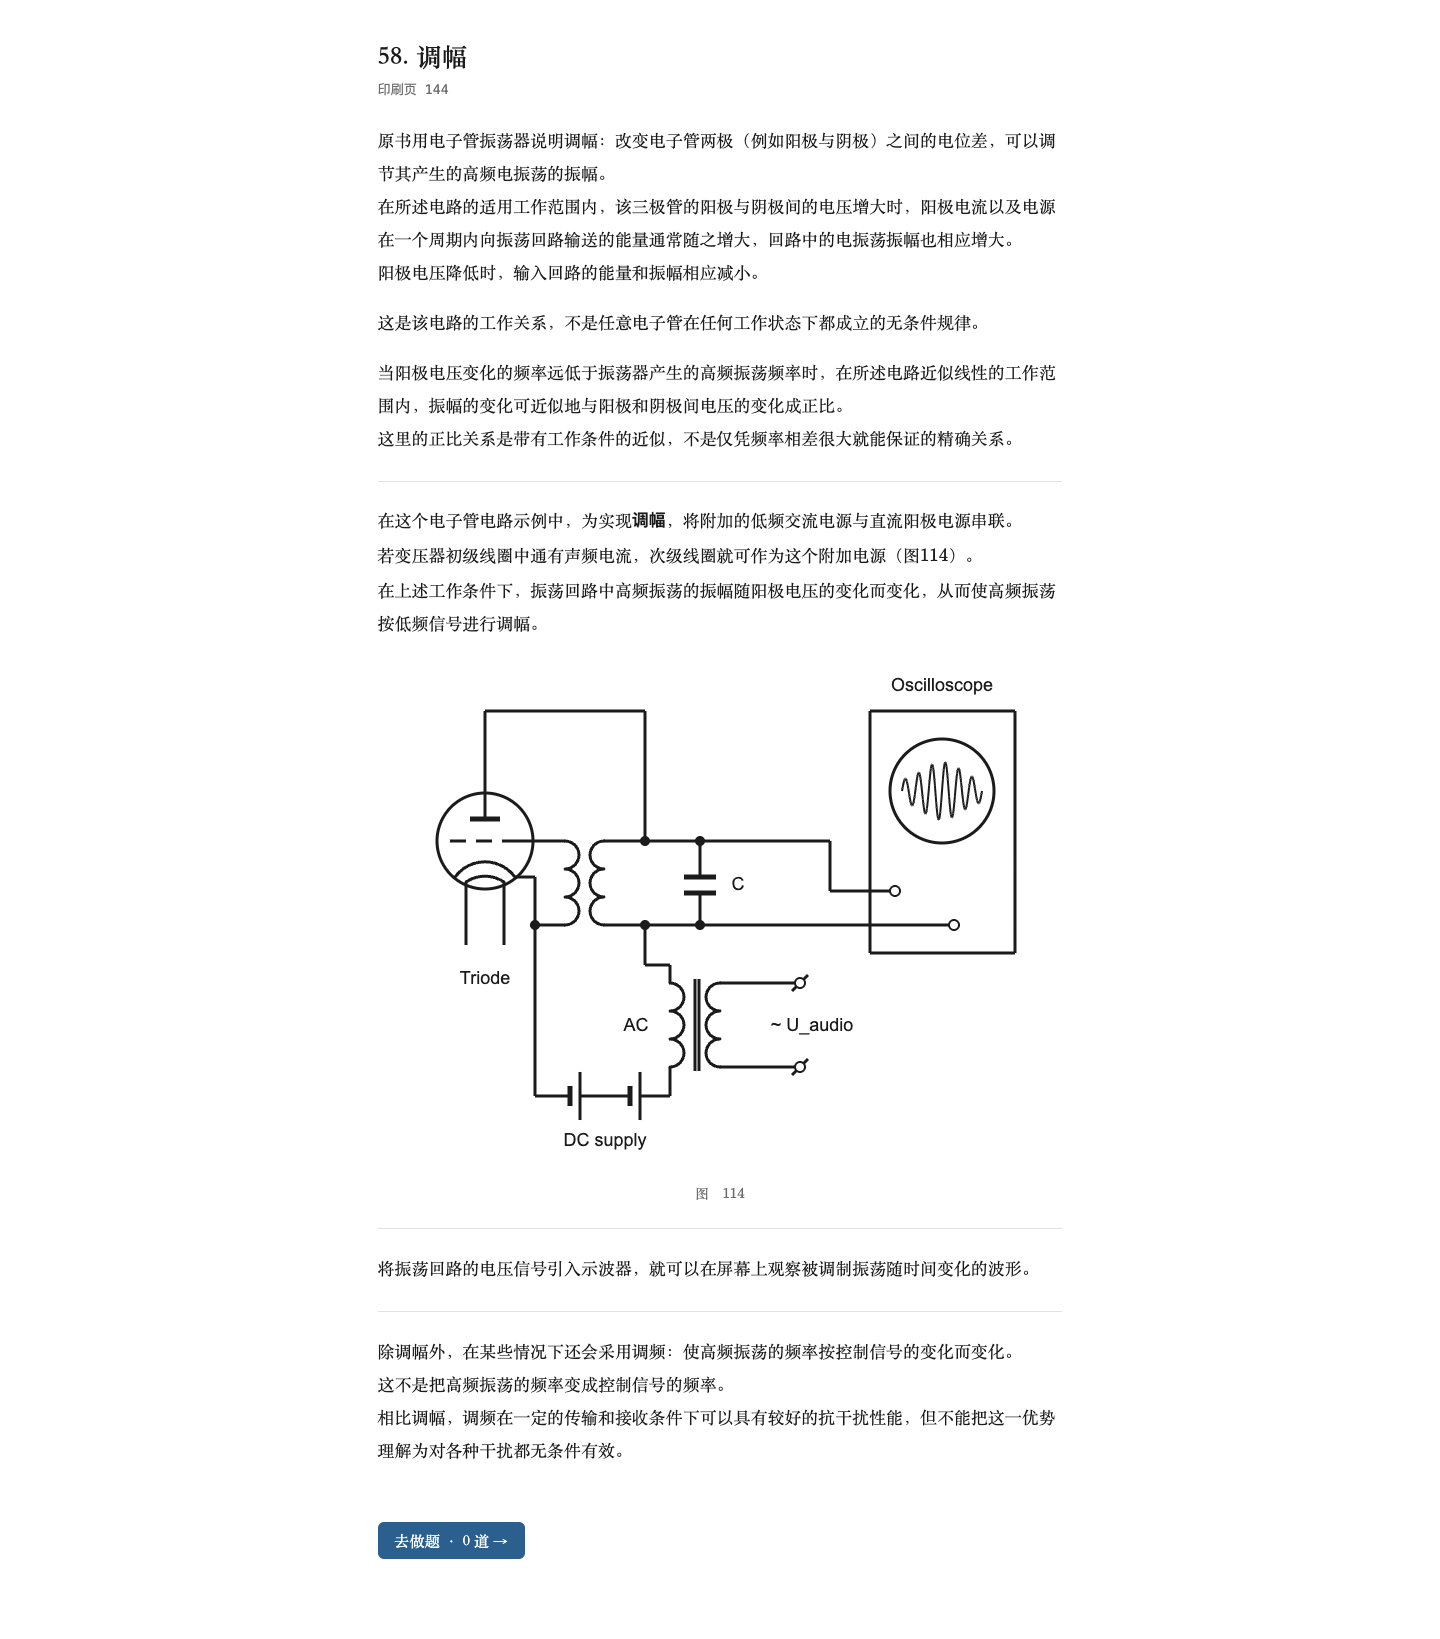 58. 调幅
印刷页 144
原书用电子管振荡器说明调幅：改变电子管两极（例如阳极与阴极）之间的电位差，可以调
节其产生的高频电振荡的振幅。
在所述电路的适用工作范围内，该三极管的阳极与阴极间的电压增大时，阳极电流以及电源
在一个周期内向振荡回路输送的能量通常随之增大，回路中的电振荡振幅也相应增大。
阳极电压降低时，输入回路的能量和振幅相应减小。
这是该电路的工作关系，不是任意电子管在任何工作状态下都成立的无条件规律。
当阳极电压变化的频率远低于振荡器产生的高频振荡频率时，在所述电路近似线性的工作范
围内，振幅的变化可近似地与阳极和阴极间电压的变化成正比。
这里的正比关系是带有工作条件的近似，不是仅凭频率相差很大就能保证的精确关系。
在这个电子管电路示例中，为实现调幅，将附加的低频交流电源与直流阳极电源串联。
若变压器初级线圈中通有声频电流，次级线圈就可作为这个附加电源（图114）。
在上述工作条件下，振荡回路中高频振荡的振幅随阳极电压的变化而变化，从而使高频振荡
按低频信号进行调幅。
Oscilloscope
C
Triode
AC
~ U_audio
DC supply
图 114
将振荡回路的电压信号引入示波器，就可以在屏幕上观察被调制振荡随时间变化的波形。
除调幅外，在某些情况下还会采用调频：使高频振荡的频率按控制信号的变化而变化。
这不是把高频振荡的频率变成控制信号的频率。
相比调幅，调频在一定的传输和接收条件下可以具有较好的抗干扰性能，但不能把这一优势
理解为对各种干扰都无条件有效。
去做题 · 0 道 →